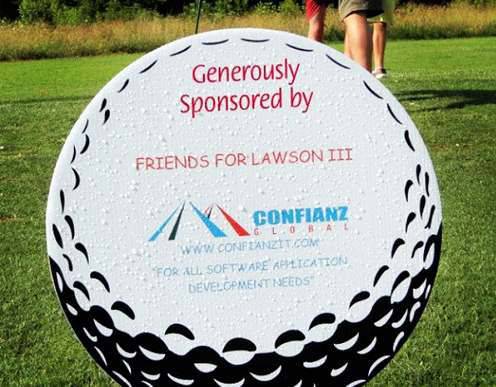 Generously
Sponsored by
FRIENDS FOR LAWSON III
CONFIANZ
GLOBAL
WWW.CONFIANZIT.COM
"FOR ALL SOFTWARE APPLICATION
DEVELOPMENT NEEDS"